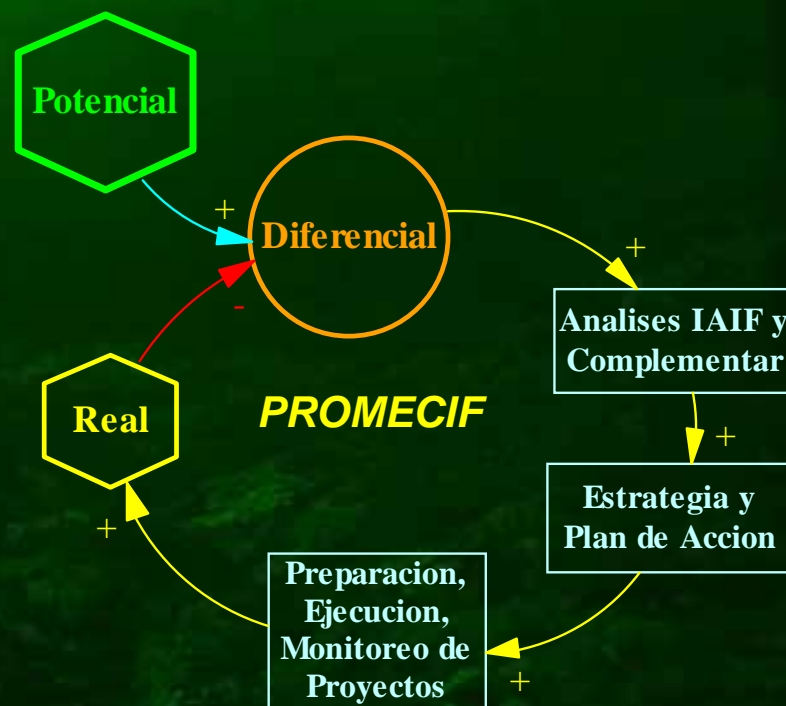 Potencial
+
Diferencial
-
+
Analises IAIF y
Complementar
Real
PROMECIF
+
Estrategia y
Plan de Accion
+
Preparacion,
Ejecucion,
Monitoreo de
Proyectos
+